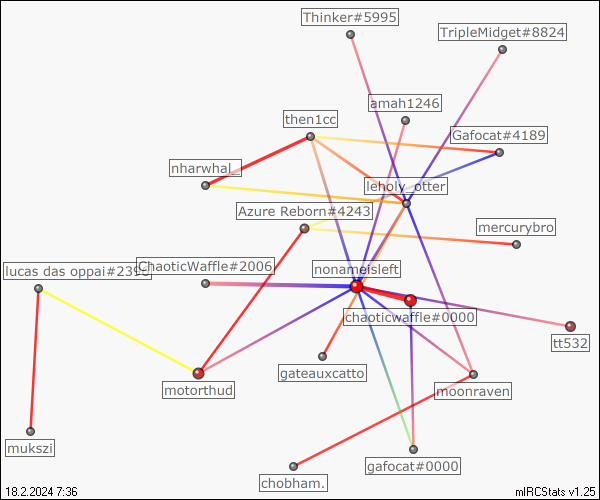 Thinker#5995
TripleMidget#8824
amah1246
then1cc
Gafocat#4189
nharwhal_
leholy_otter
Azure Reborn#4243
mercurybro
lucas das oppai#2396
ChaoticWaffle#2006
nonameisleft
chaoticwaffle#0000
tt532
gateauxcatto
motorthud
moonraven
mukszi
gafocat#0000
chobham.
18.2.2024 7:36
mIRCStats v1.25